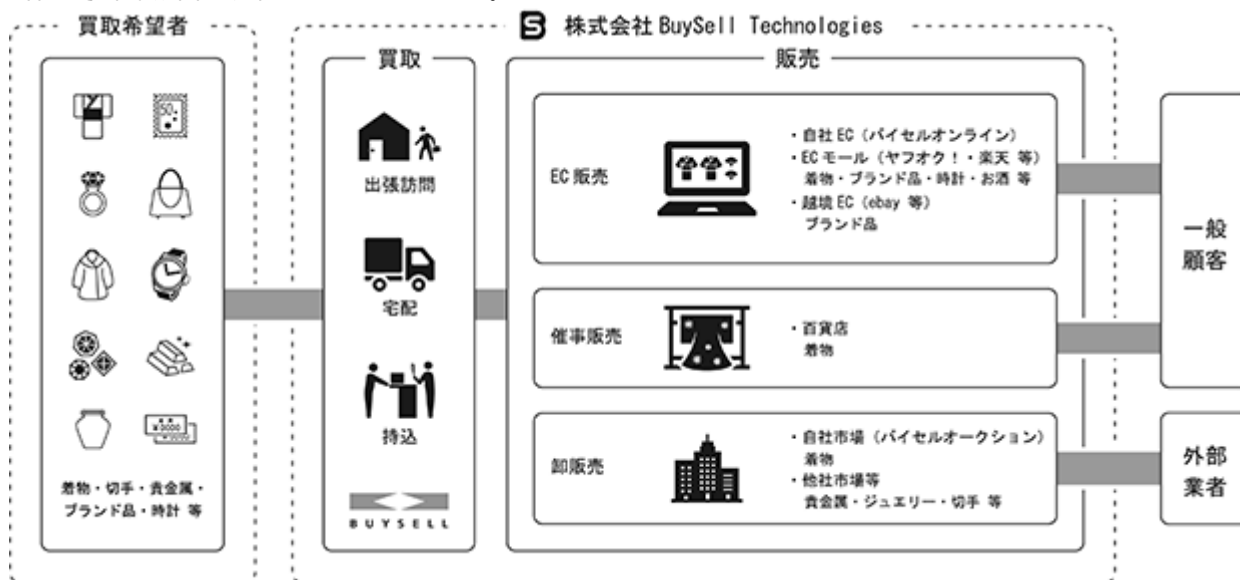 買取希望者
着物・切手・貴金属・
ブランド品・時計 等
株式会社 BuySell Technologies
買取
出張訪問
宅配
持込
BUYSELL
販売
EC 販売
・自社 EC（バイセルオンライン）
・EC モール（ヤフオク！・楽天 等）
着物・ブランド品・時計・お酒 等
・越境 EC（ebay 等）
ブランド品
催事販売
・百貨店
着物
卸販売
・自社市場（バイセルオークション）
着物
・他社市場等
貴金属・ジュエリー・切手 等
一般
顧客
外部
業者